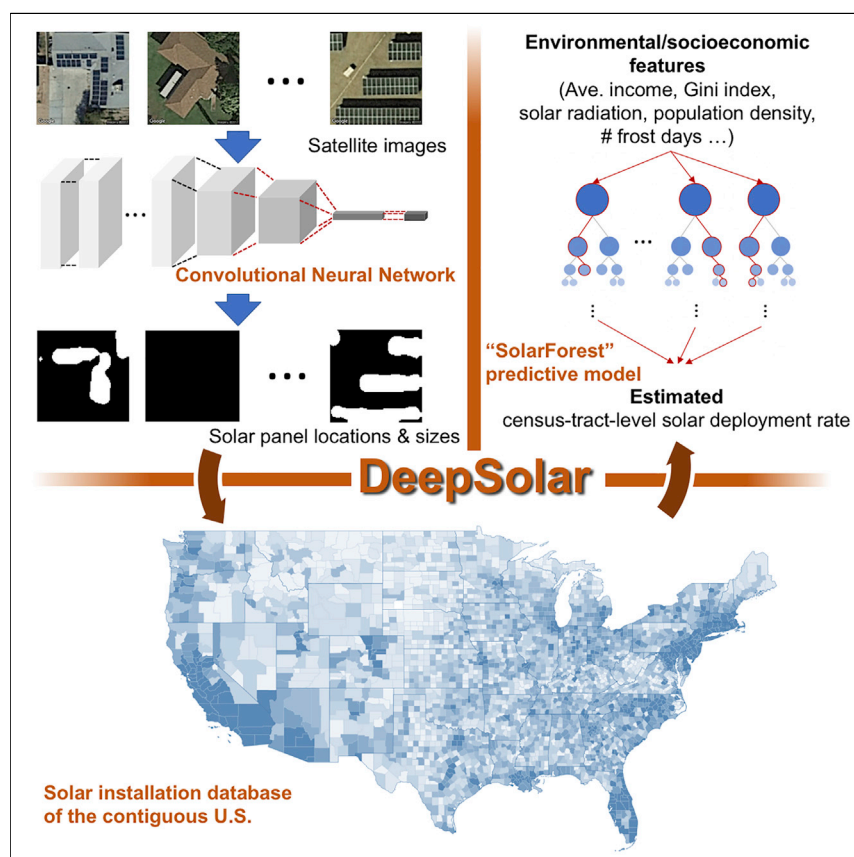 Satellite images
Convolutional Neural Network
Solar panel locations & sizes
Environmental/socioeconomic
features
(Ave. income, Gini index,
solar radiation, population density,
# frost days ...)
“SolarForest”
predictive model
Estimated
census-tract-level solar deployment rate
DeepSolar
Solar installation database
of the contiguous U.S.